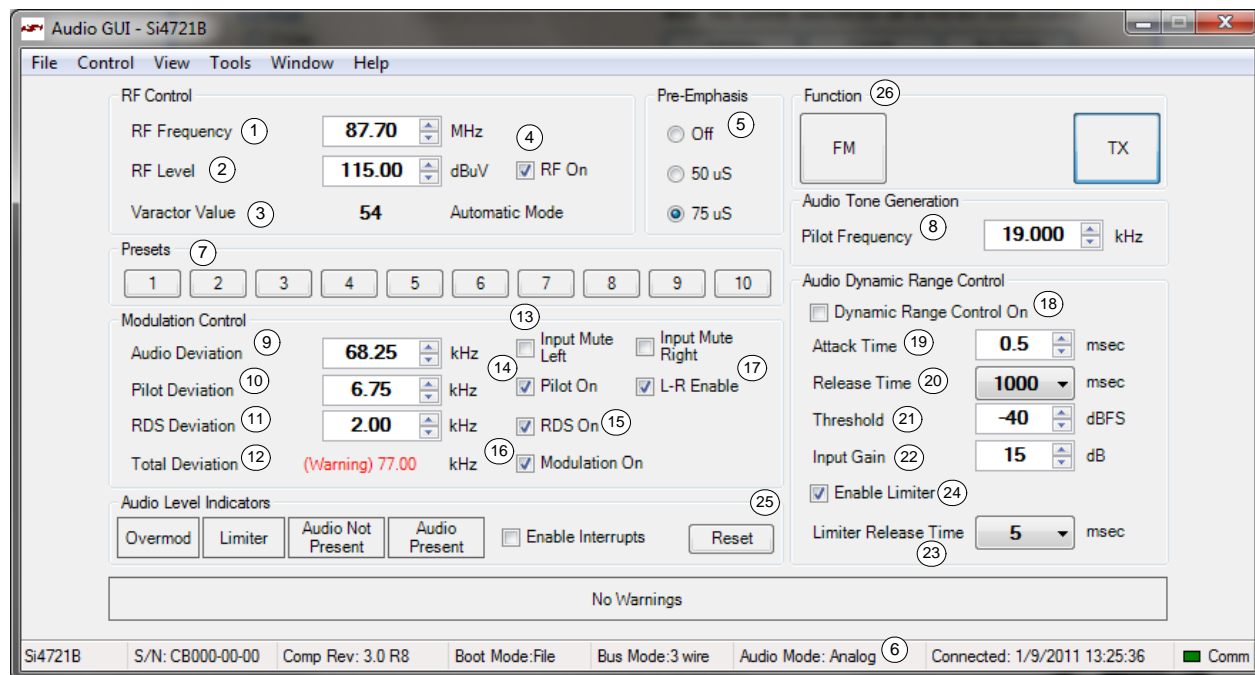 Audio GUI - Si4721B
File Control View Tools Window Help
RF Control
RF Frequency 1 87.70 MHz
RF Level 2 115.00 dBuV 4 RF On
Varactor Value 3 54 Automatic Mode
Pre-Emphasis
Off 5
50 uS
75 uS
Function 26
FM TX
Audio Tone Generation
Pilot Frequency 8 19.000 kHz
Presets 7
1 2 3 4 5 6 7 8 9 10
Modulation Control
Audio Deviation 9 68.25 kHz 13 Input Mute Left Input Mute Right
Pilot Deviation 10 6.75 kHz 14 Pilot On L-R Enable 17
RDS Deviation 11 2.00 kHz RDS On 15
Total Deviation 12 (Warning) 77.00 kHz 16 Modulation On
Audio Dynamic Range Control
Dynamic Range Control On 18
Attack Time 19 0.5 msec
Release Time 20 1000 msec
Threshold 21 -40 dBFS
Input Gain 22 15 dB
Enable Limiter 24
Limiter Release Time 23 5 msec
Audio Level Indicators 25
Overmod Limiter Audio Not Present Audio Present Enable Interrupts Reset
No Warnings
Si4721B S/N: CB000-00-00 Comp Rev: 3.0 R8 Boot Mode:File Bus Mode:3 wire Audio Mode: Analog 6 Connected: 1/9/2011 13:25:36 Comm